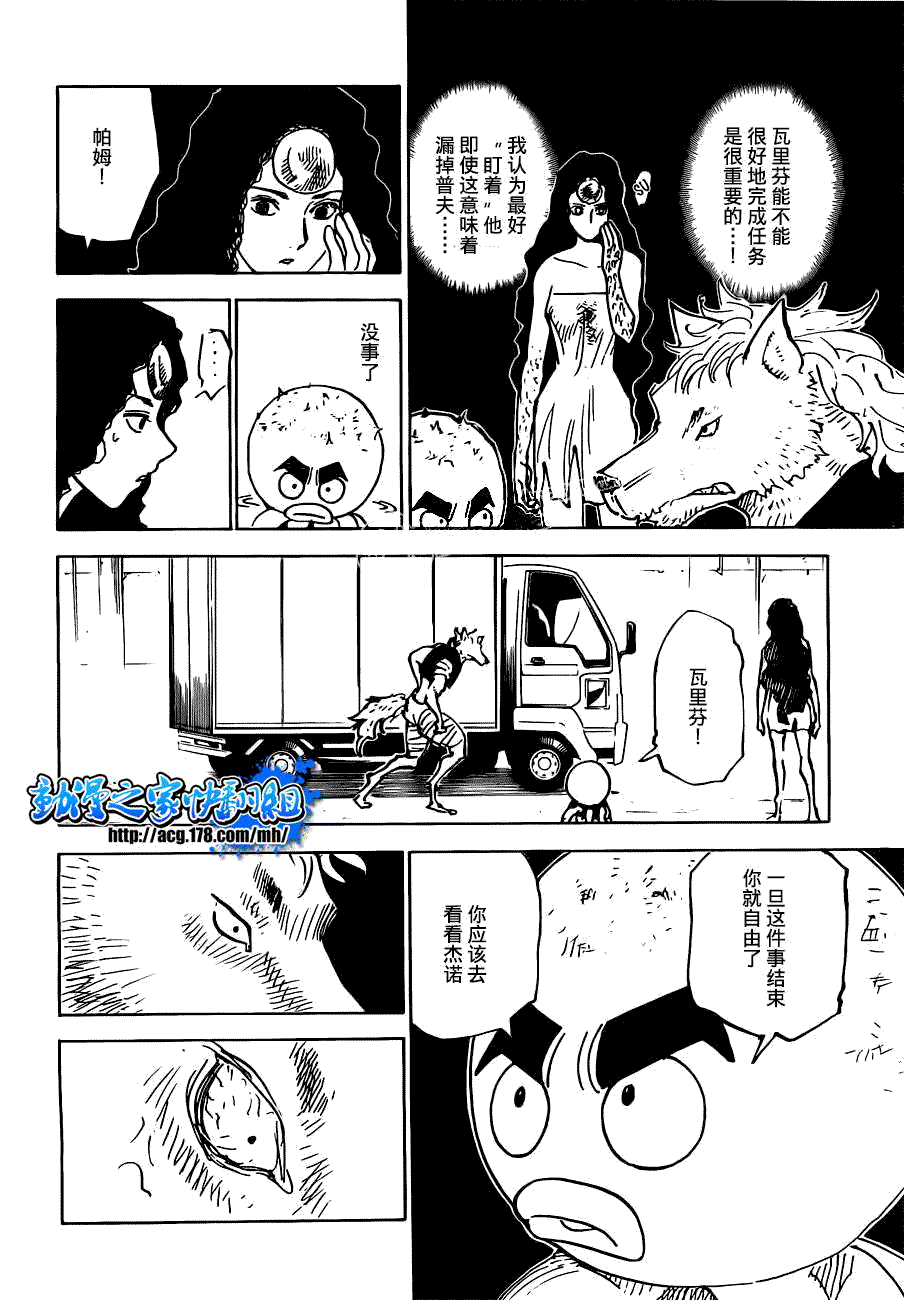 瓦里芬能不能
很好地完成任务
是很重要的…！
我认为最好
“盯着”他
即使这意味着
漏掉普夫……
帕姆！
没事了
……
瓦里芬！
一旦这件事结束
你就自由了
你应该去
看看杰诺
動漫之家快翻組
http://acg.178.com/mh/